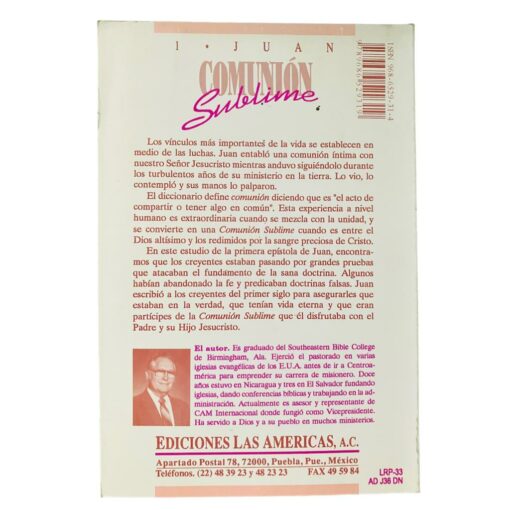 1 • JUAN
COMUNIÓN
Sublime
Los vínculos más importantes de la vida se establecen en
medio de las luchas. Juan entabló una comunión íntima con
nuestro Señor Jesucristo mientras anduvo siguiéndolo durante
los turbulentos años de su ministerio en la tierra. Lo vio, lo
contempló y sus manos lo palparon.
El diccionario define comunión diciendo que es "el acto de
compartir o tener algo en común". Esta experiencia a nivel
humano es extraordinaria cuando se mezcla con la unidad, y
se convierte en una Comunión Sublime cuando es entre el
Dios altísimo y los redimidos por la sangre preciosa de Cristo.
En este estudio de la primera epístola de Juan, encontra-
mos que los creyentes estaban pasando por grandes pruebas
que atacaban el fundamento de la sana doctrina. Algunos
habían abandonado la fe y predicaban doctrinas falsas. Juan
escribió a los creyentes del primer siglo para asegurarles que
estaban en la verdad, que tenían vida eterna y que eran
partícipes de la Comunión Sublime que él disfrutaba con el
Padre y su Hijo Jesucristo.
El autor. Es graduado del Southeastern Bible College
de Birmingham, Ala. Ejerció el pastorado en varias
iglesias evangélicas de los E.U.A. antes de ir a Centroa-
mérica para emprender su carrera de misionero. Doce
años estuvo en Nicaragua y tres en El Salvador fundando
iglesias, dando conferencias bíblicas y trabajando en la ad-
ministración. Actualmente es asesor y representante de
CAM Internacional donde fungió como Vicepresidente.
Ha servido a Dios y a su pueblo en muchos ministerios.
EDICIONES LAS AMERICAS, A.C.
Apartado Postal 78, 72000, Puebla, Pue., México
Teléfonos. (22) 48 39 23 y 48 23 23 FAX 49 59 84
LRP-33
AD J36 DN